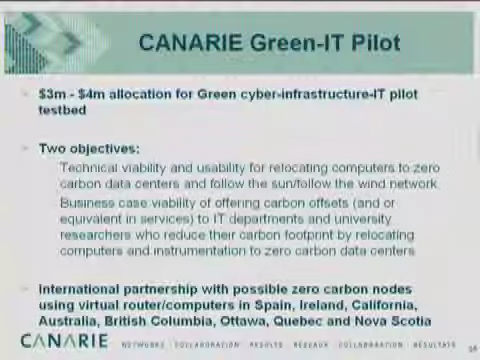 CANARIE Green-IT Pilot
$3m - $4m allocation for Green cyber-infrastructure-IT pilot
testbed
Two objectives:
Technical viability and usability for relocating computers to zero
carbon data centers and follow the sun/follow the wind network
Business case viability of offering carbon offsets (and or
equivalent in services) to IT departments and university
researchers who reduce their carbon footprint by relocating
computers and instrumentation to zero carbon data centers
International partnership with possible zero carbon nodes
using virtual router/computers in Spain, Ireland, California,
Australia, British Columbia, Ottawa, Quebec and Nova Scotia
CANARIE NETWORKS COLLABORATION RESULTS RÉSEAUX COLLABORATION RÉSULTATS